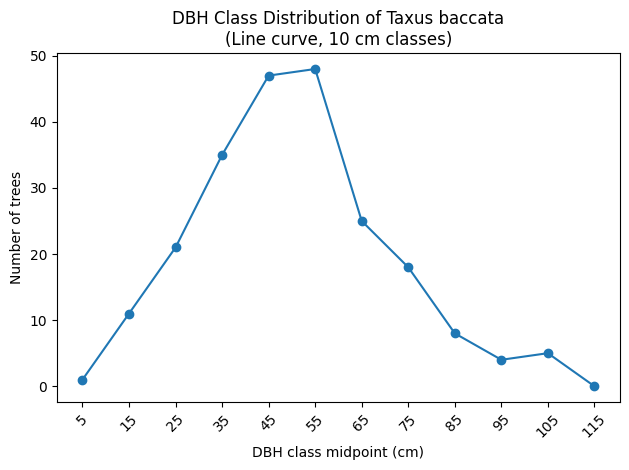 DBH Class Distribution of Taxus baccata
(Line curve, 10 cm classes)
Number of trees
50
40
30
20
10
0
5 15 25 35 45 55 65 75 85 95 105 115
DBH class midpoint (cm)